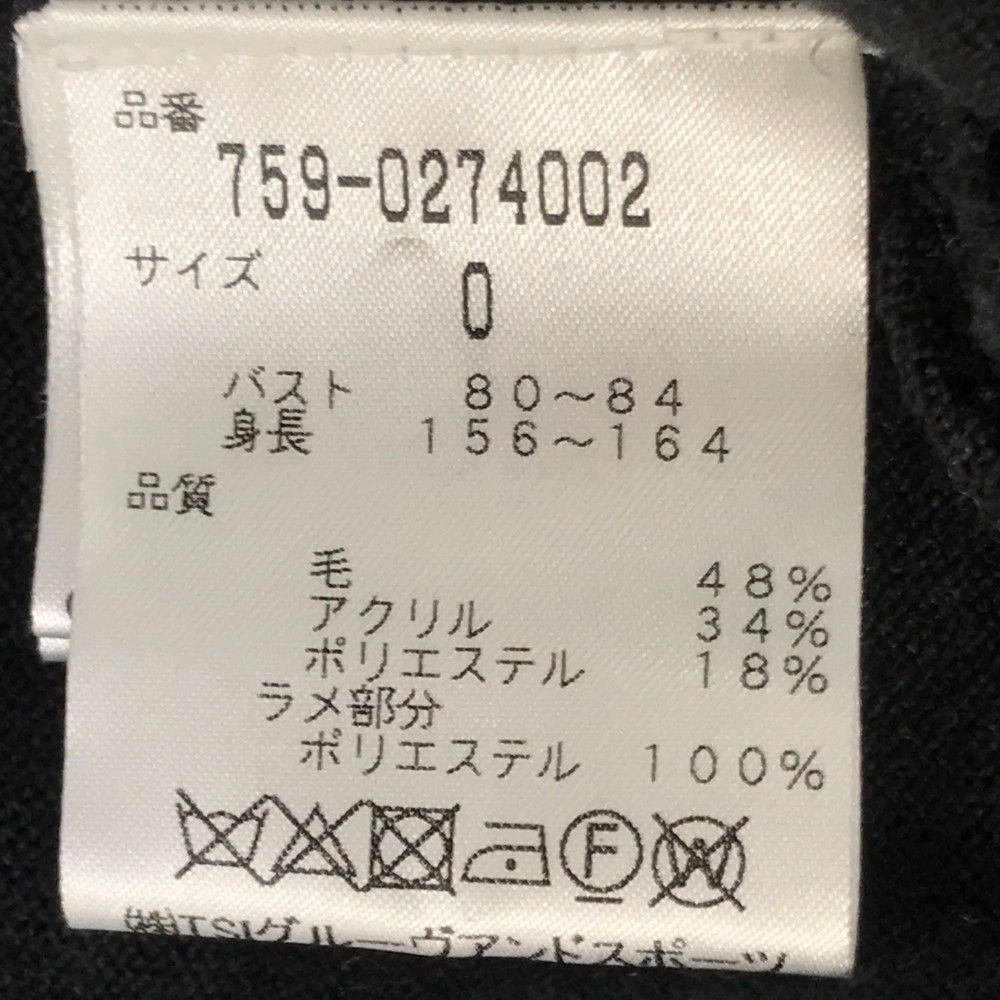 品番
759-0274002
サイズ
0
バスト 80～84
身長 156～164
品質
毛 48%
アクリル 34%
ポリエステル 18%
ラメ部分
ポリエステル 100%
F W
㈱TSIグルーヴアンドスポーツ